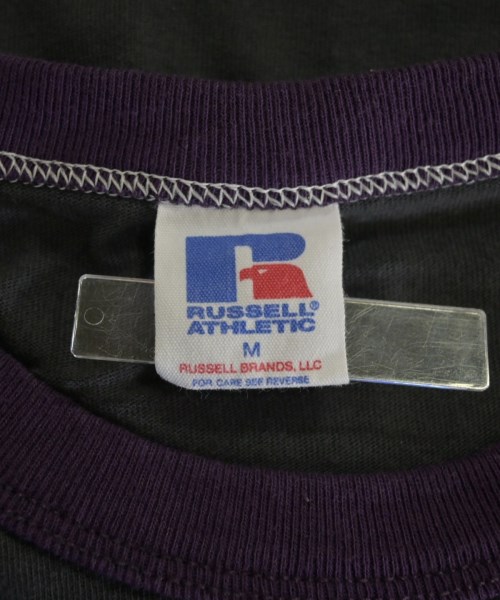 RUSSELL®
ATHLETIC
M
RUSSELL BRANDS, LLC
FOR CARE SEE REVERSE